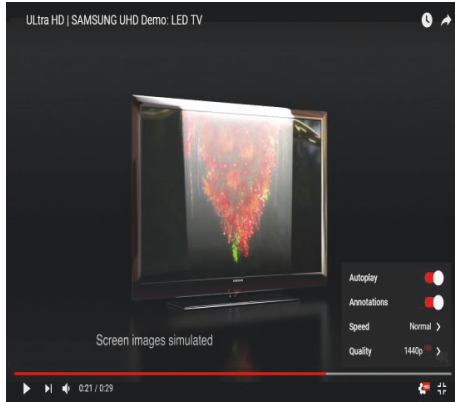 ULtra HD | SAMSUNG UHD Demo: LED TV
Autoplay
Annotations
Speed Normal
Screen images simulated
Quality 1440p HD
0:21 / 0:29